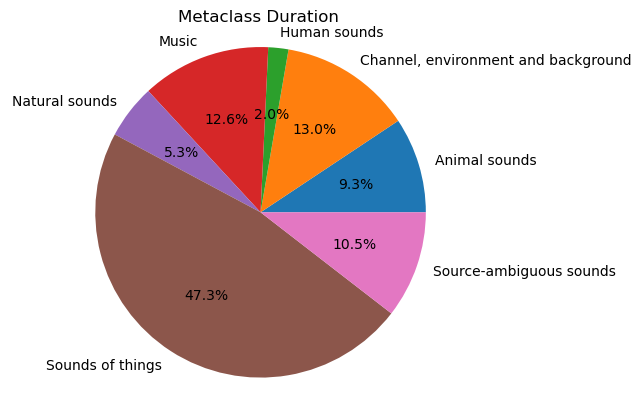 Metaclass Duration
Human sounds
Music
Channel, environment and background
Natural sounds
12.6%
2.0%
13.0%
5.3%
Animal sounds
9.3%
10.5%
Source-ambiguous sounds
47.3%
Sounds of things